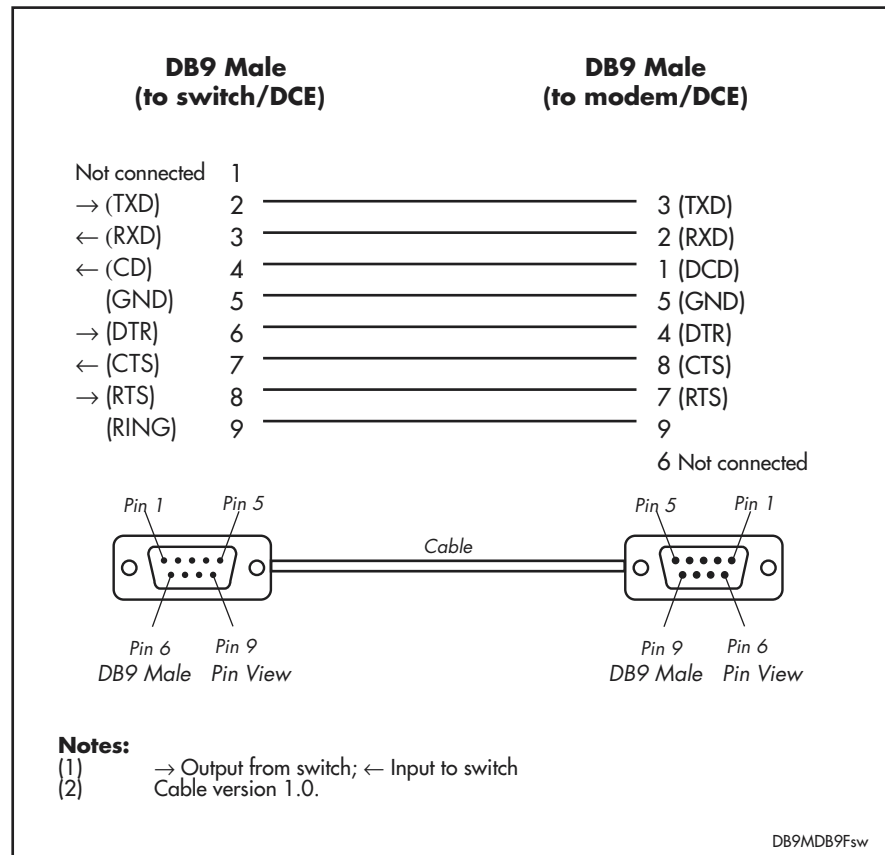 DB9 Male
(to switch/DCE)
DB9 Male
(to modem/DCE)
Not connected 1
→ (TXD) 2 3 (TXD)
← (RXD) 3 2 (RXD)
← (CD) 4 1 (DCD)
(GND) 5 5 (GND)
→ (DTR) 6 4 (DTR)
← (CTS) 7 8 (CTS)
→ (RTS) 8 7 (RTS)
(RING) 9 9
6 Not connected
Pin 1 Pin 5 Pin 5 Pin 1
Cable
Pin 6 Pin 9 Pin 9 Pin 6
DB9 Male Pin View DB9 Male Pin View
Notes:
(1) → Output from switch; ← Input to switch
(2) Cable version 1.0.
DB9MDB9Fsw